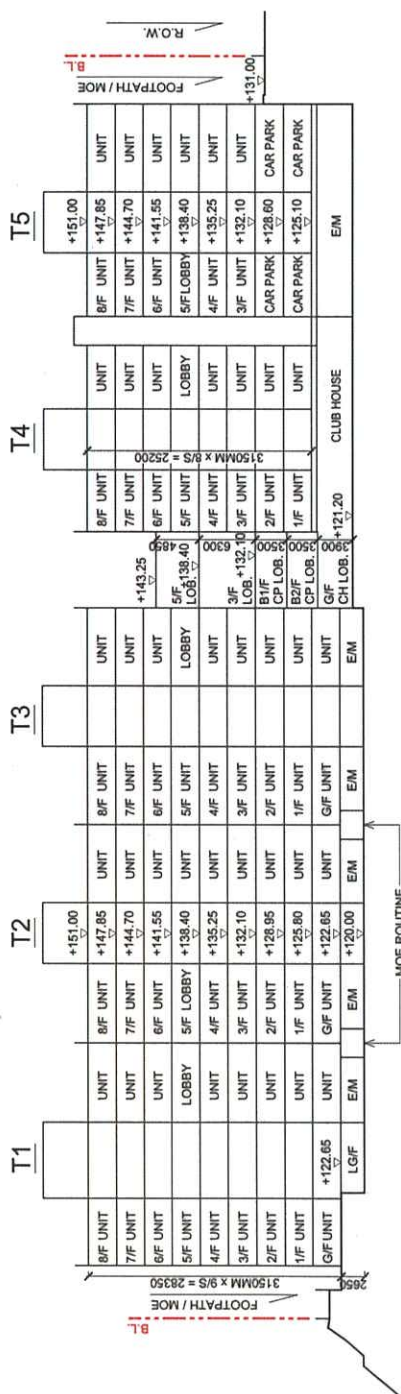 T1
T2
T3
T4
T5
B.L.
FOOTPATH / MOE
2650
3150MM x 9/S = 28350
8/F UNIT
7/F UNIT
6/F UNIT
5/F UNIT
4/F UNIT
3/F UNIT
2/F UNIT
1/F UNIT
G/F UNIT
+122.65
LG/F
UNIT
UNIT
UNIT
LOBBY
UNIT
UNIT
UNIT
UNIT
UNIT
E/M
8/F UNIT
7/F UNIT
6/F UNIT
5/F LOBBY
4/F UNIT
3/F UNIT
2/F UNIT
1/F UNIT
G/F UNIT
E/M
+151.00
+147.85
+144.70
+141.55
+138.40
+135.25
+132.10
+128.95
+125.80
+122.65
+120.00
UNIT
UNIT
UNIT
UNIT
UNIT
UNIT
UNIT
UNIT
UNIT
E/M
MOE ROUTINE
8/F UNIT
7/F UNIT
6/F UNIT
5/F UNIT
4/F UNIT
3/F UNIT
2/F UNIT
1/F UNIT
G/F UNIT
E/M
UNIT
UNIT
UNIT
LOBBY
UNIT
UNIT
UNIT
UNIT
UNIT
E/M
+143.25
5/F
LOB.
+138.40
3/F
LOB.
+132.10
B1/F
CP LOB.
B2/F
CP LOB.
G/F
CH LOB.
4850
6300
3500
3500
3900
8/F UNIT
7/F UNIT
6/F UNIT
5/F UNIT
4/F UNIT
3/F UNIT
2/F UNIT
1/F UNIT
+121.20
3150MM x 8/S = 25200
UNIT
UNIT
UNIT
LOBBY
UNIT
UNIT
UNIT
UNIT
CLUB HOUSE
8/F UNIT
7/F UNIT
6/F UNIT
5/F LOBBY
4/F UNIT
3/F UNIT
CAR PARK
CAR PARK
+151.00
+147.85
+144.70
+141.55
+138.40
+135.25
+132.10
+128.60
+125.10
E/M
UNIT
UNIT
UNIT
UNIT
UNIT
UNIT
CAR PARK
CAR PARK
+131.00
FOOTPATH / MOE
B.L.
R.O.W.